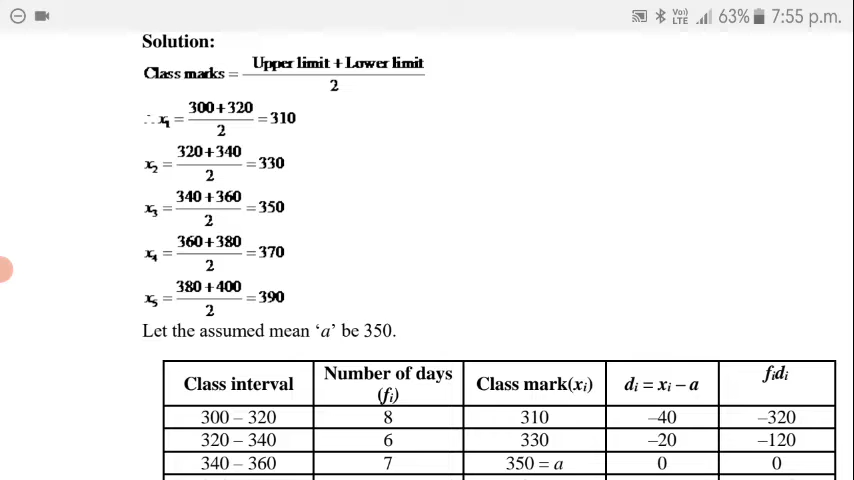 Vo)) LTE 63% 7:55 p.m.
Solution:
Class marks = (Upper limit + Lower limit) / 2
∴ x₁ = (300+320) / 2 = 310
x₂ = (320+340) / 2 = 330
x₃ = (340+360) / 2 = 350
x₄ = (360+380) / 2 = 370
x₅ = (380+400) / 2 = 390
Let the assumed mean ‘a’ be 350.
Class interval Number of days (fᵢ) Class mark(xᵢ) dᵢ = xᵢ – a fᵢdᵢ
300 – 320 8 310 –40 –320
320 – 340 6 330 –20 –120
340 – 360 7 350 = a 0 0